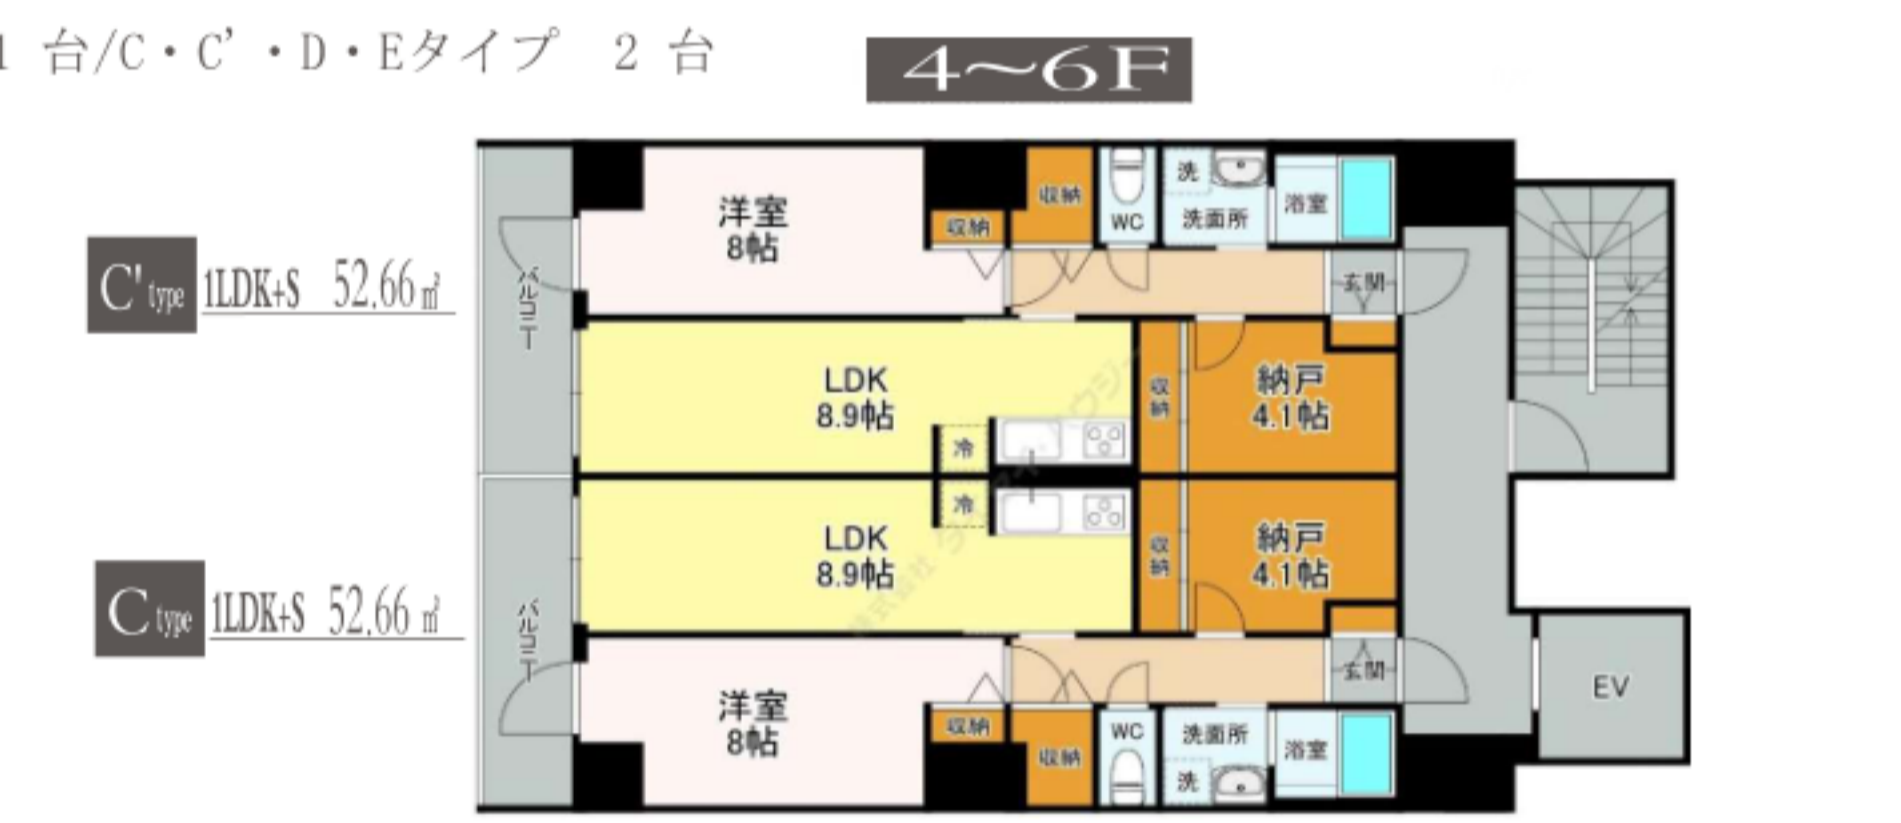 1 台/C・C'・D・Eタイプ 2 台
4~6F
C' type 1LDK+S 52.66㎡
バルコニー
洋室
8帖
収納
収納
WC
洗
洗面所
浴室
玄関
LDK
8.9帖
冷
収納
納戸
4.1帖
C type 1LDK+S 52.66㎡
バルコニー
LDK
8.9帖
冷
収納
納戸
4.1帖
洋室
8帖
収納
収納
WC
洗面所
洗
浴室
玄関
EV
株式会社